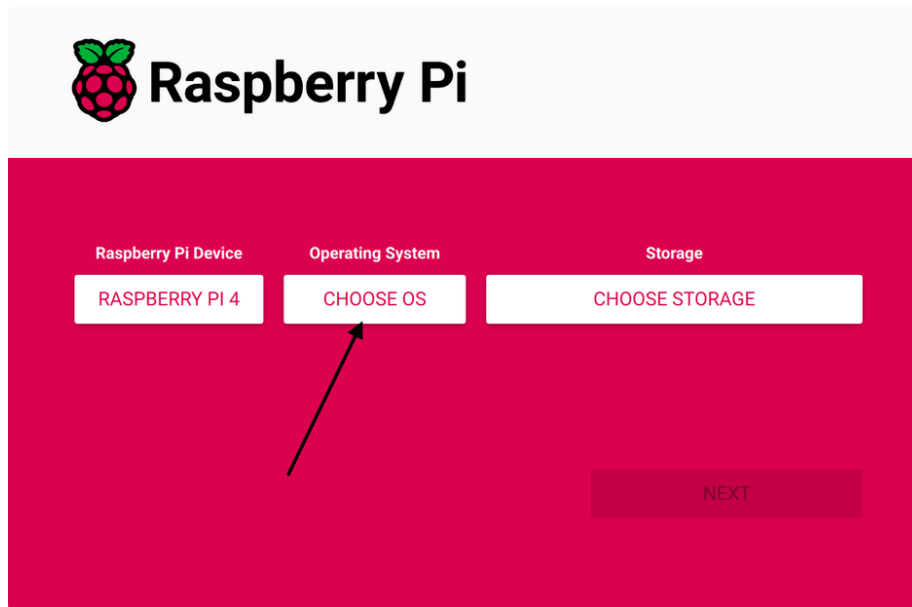 Raspberry Pi
Raspberry Pi Device
Operating System
Storage
RASPBERRY PI 4
CHOOSE OS
CHOOSE STORAGE
NEXT